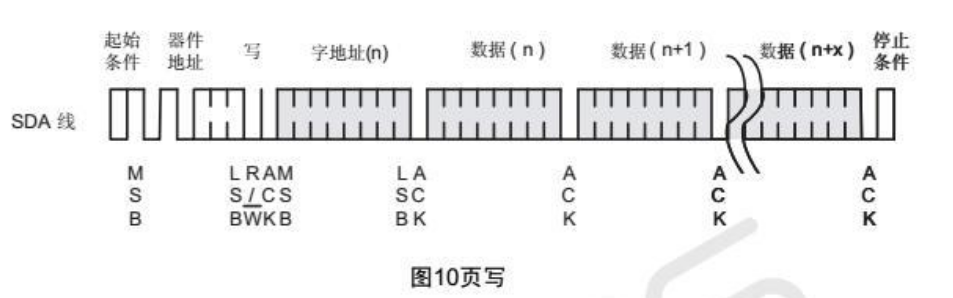 起始 器件 写 字地址(n) 数据 ( n ) 数据 ( n+1 ) 数据 ( n+x ) 停止
条件 地址 条件
SDA 线
M L R A M L A A A A
S S / C S S C C C C
B B W K B B K K K K
图10页写